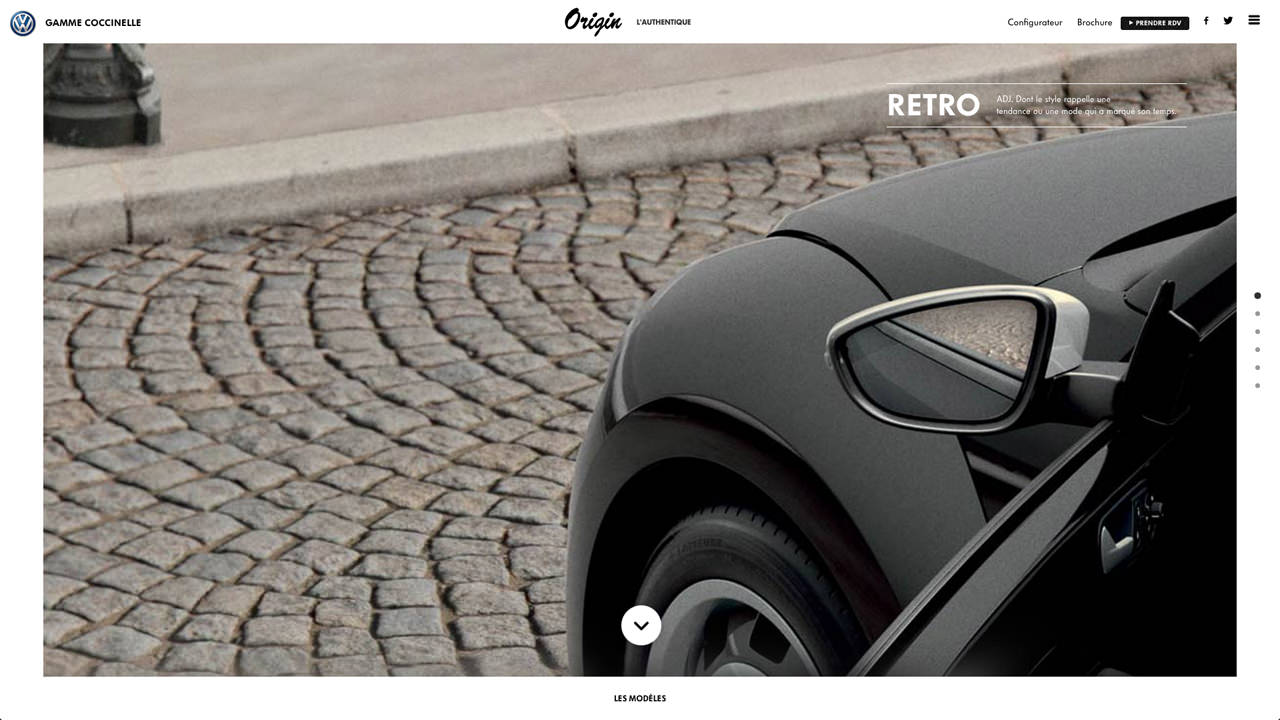 GAMME COCCINELLE
Origin
L'AUTHENTIQUE
Configurateur
Brochure
PRENDRE RDV
RETRO
ADJ. Dont le style rappelle une
tendance ou une mode qui a marqué son temps.
LES MODÈLES